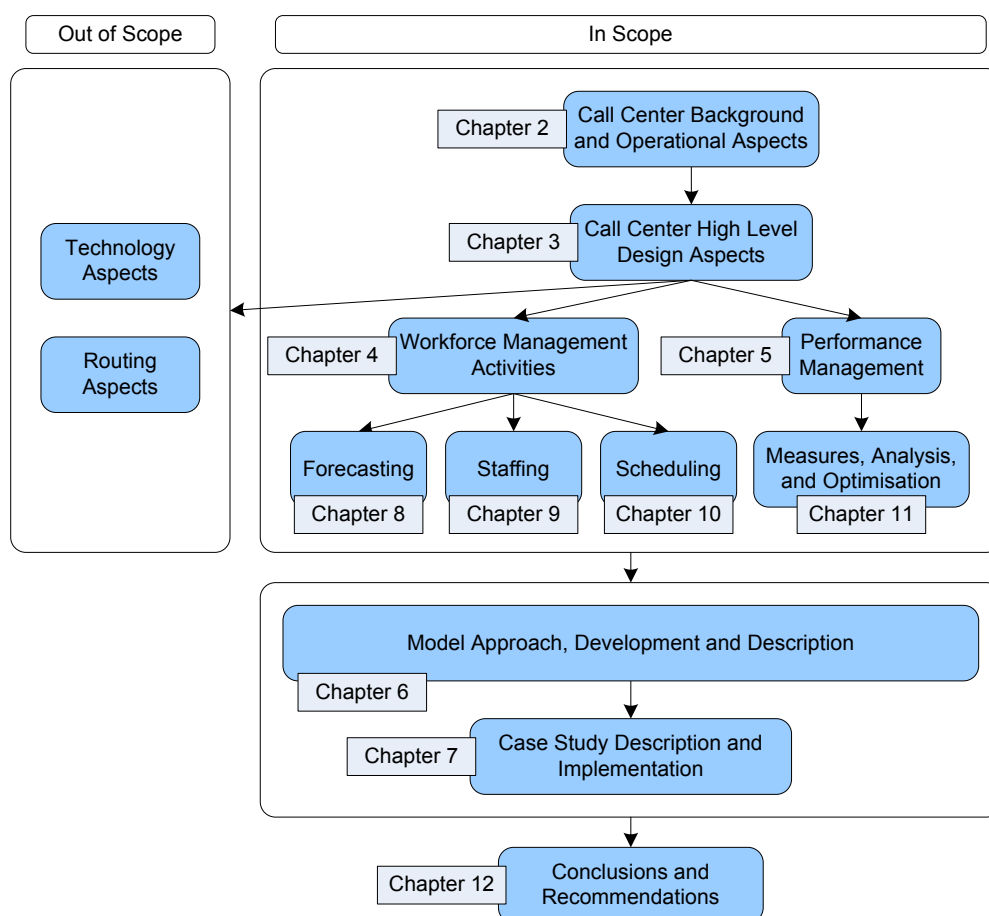 Out of Scope
In Scope
Chapter 2
Call Center Background
and Operational Aspects
Chapter 3
Call Center High Level
Design Aspects
Technology
Aspects
Routing
Aspects
Chapter 4
Workforce Management
Activities
Chapter 5
Performance
Management
Forecasting
Chapter 8
Staffing
Chapter 9
Scheduling
Chapter 10
Measures, Analysis,
and Optimisation
Chapter 11
Model Approach, Development and Description
Chapter 6
Chapter 7
Case Study Description and
Implementation
Chapter 12
Conclusions and
Recommendations